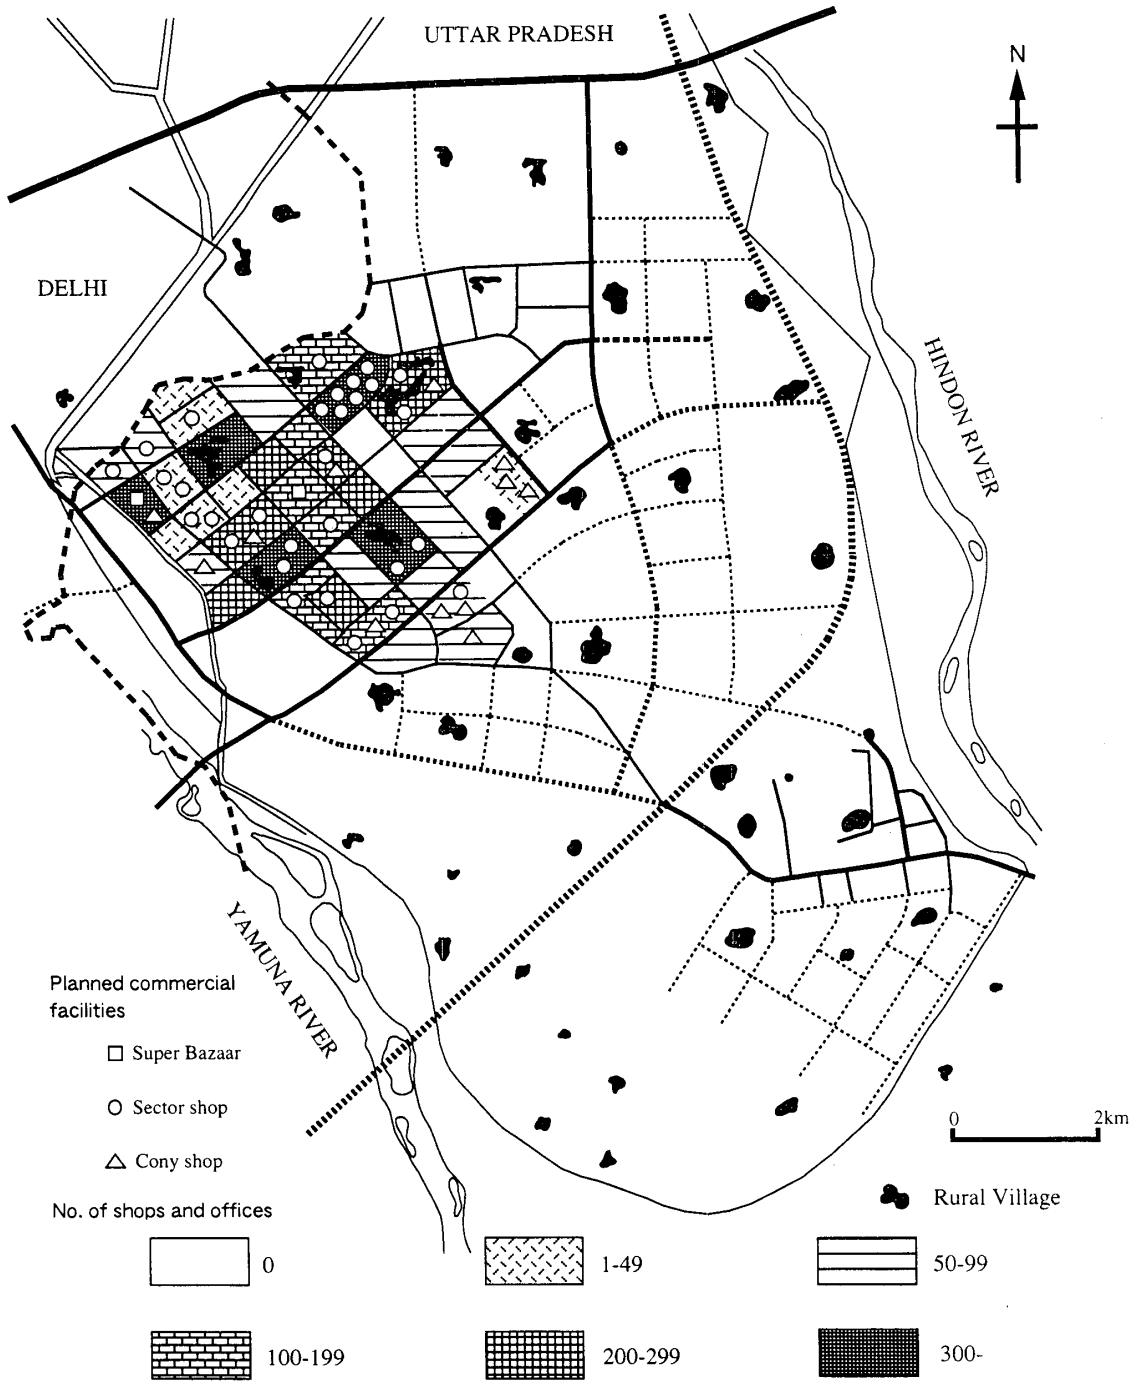 UTTAR PRADESH
N
DELHI
HINDON RIVER
YAMUNA RIVER
Planned commercial
facilities
Super Bazaar
Sector shop
Cony shop
0 2km
Rural Village
No. of shops and offices
0
1-49
50-99
100-199
200-299
300-